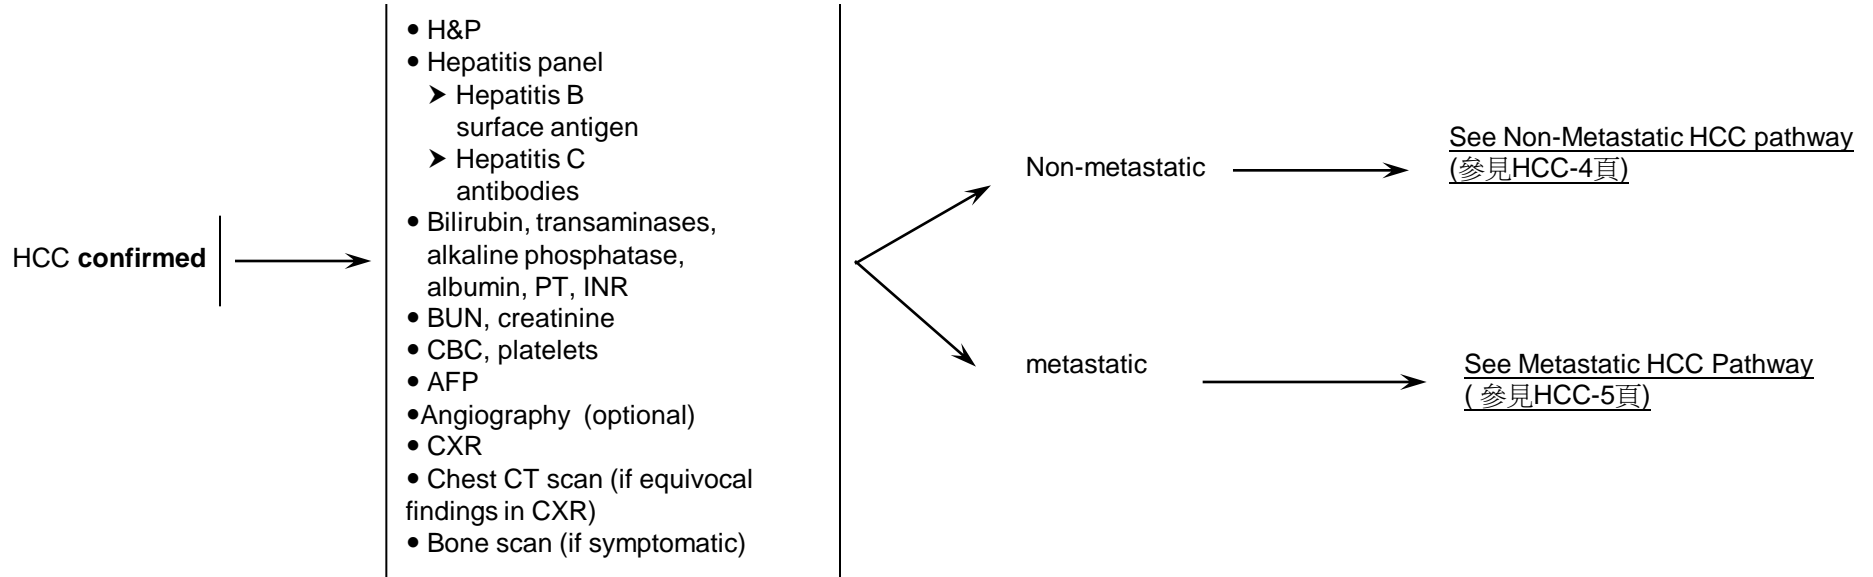 HCC confirmed
● H&P
● Hepatitis panel
➤ Hepatitis B
surface antigen
➤ Hepatitis C
antibodies
● Bilirubin, transaminases,
alkaline phosphatase,
albumin, PT, INR
● BUN, creatinine
● CBC, platelets
● AFP
●Angiography (optional)
● CXR
● Chest CT scan (if equivocal
findings in CXR)
● Bone scan (if symptomatic)
Non-metastatic
See Non-Metastatic HCC pathway
(參見HCC-4頁)
metastatic
See Metastatic HCC Pathway
( 參見HCC-5頁)